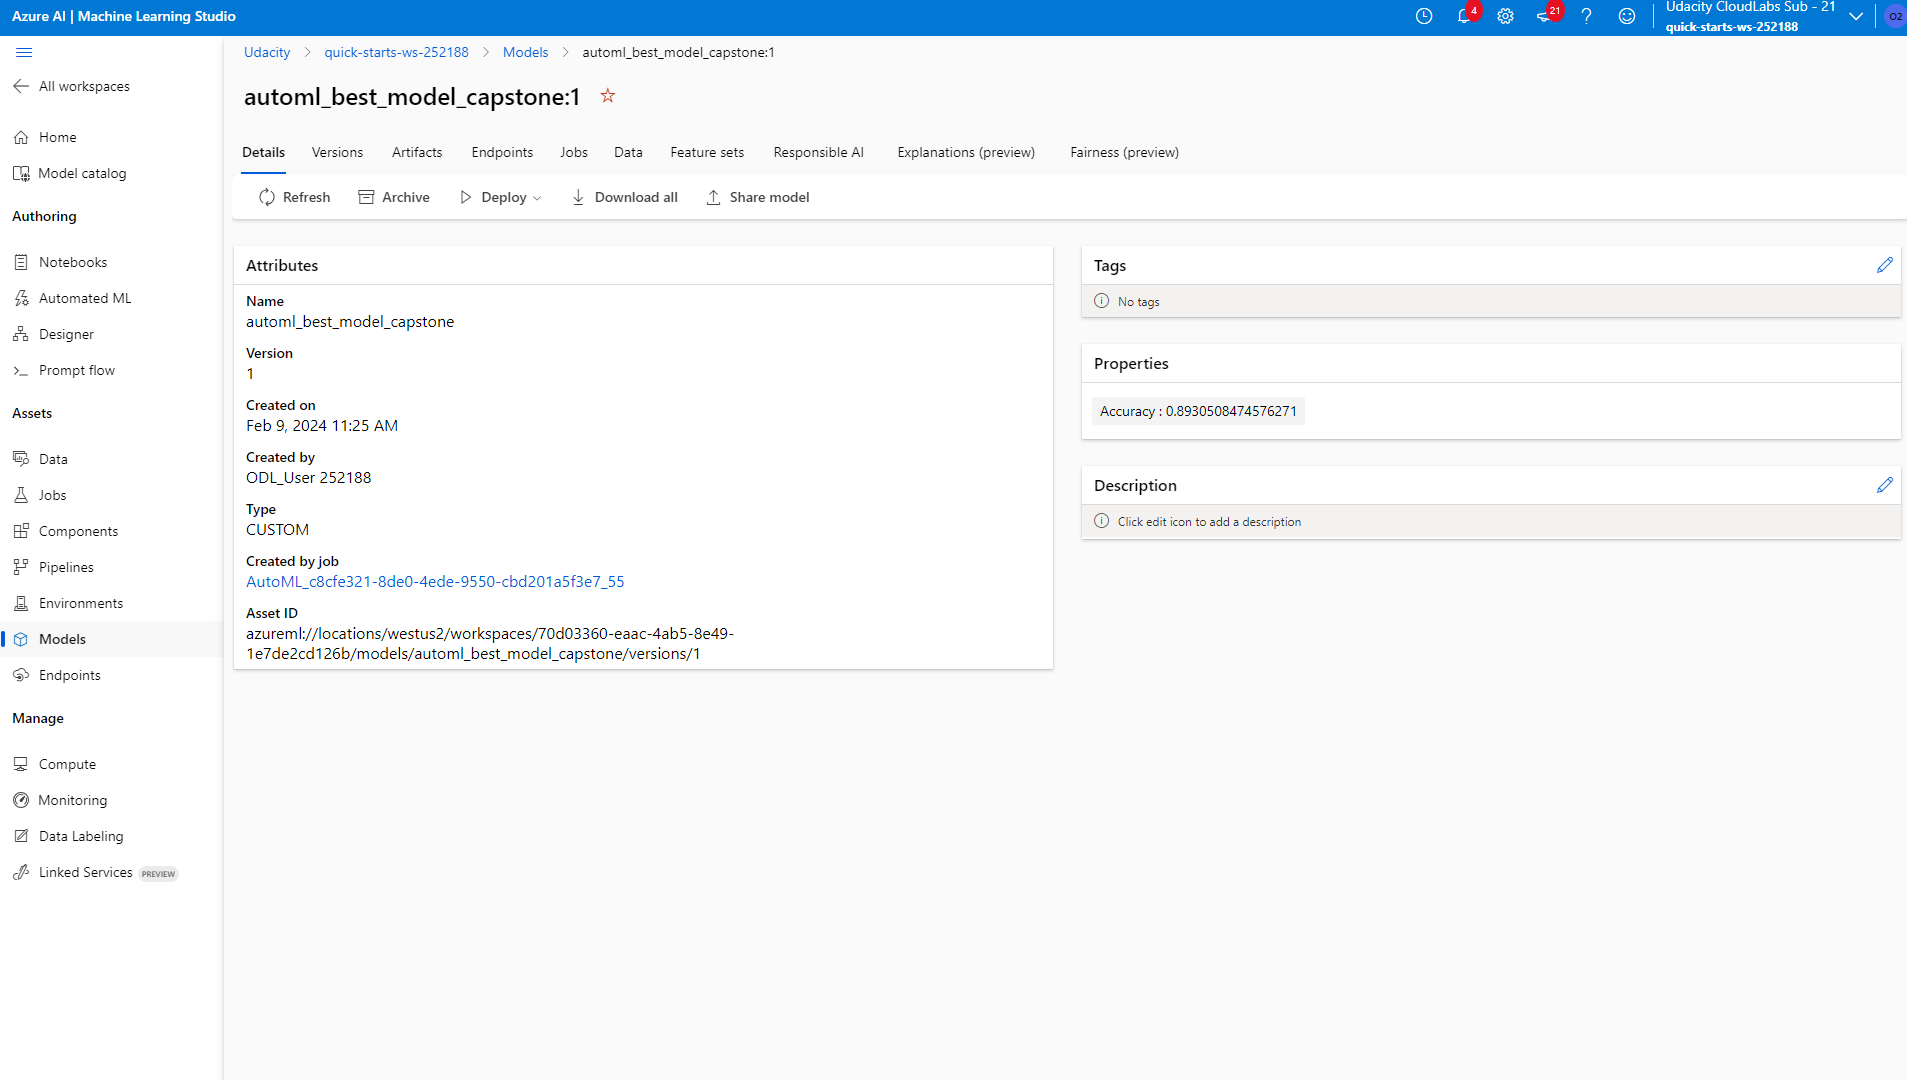 Azure AI | Machine Learning Studio
4
21
Udacity CloudLabs Sub - 21
quick-starts-ws-252188
O2
All workspaces
Home
Model catalog
Authoring
Notebooks
Automated ML
Designer
Prompt flow
Assets
Data
Jobs
Components
Pipelines
Environments
Models
Endpoints
Manage
Compute
Monitoring
Data Labeling
Linked Services PREVIEW
Udacity > quick-starts-ws-252188 > Models > automl_best_model_capstone:1
automl_best_model_capstone:1
Details Versions Artifacts Endpoints Jobs Data Feature sets Responsible AI Explanations (preview) Fairness (preview)
Refresh Archive Deploy Download all Share model
Attributes
Name
automl_best_model_capstone
Version
1
Created on
Feb 9, 2024 11:25 AM
Created by
ODL_User 252188
Type
CUSTOM
Created by job
AutoML_c8cfe321-8de0-4ede-9550-cbd201a5f3e7_55
Asset ID
azureml://locations/westus2/workspaces/70d03360-eaac-4ab5-8e49-
1e7de2cd126b/models/automl_best_model_capstone/versions/1
Tags
No tags
Properties
Accuracy : 0.8930508474576271
Description
Click edit icon to add a description